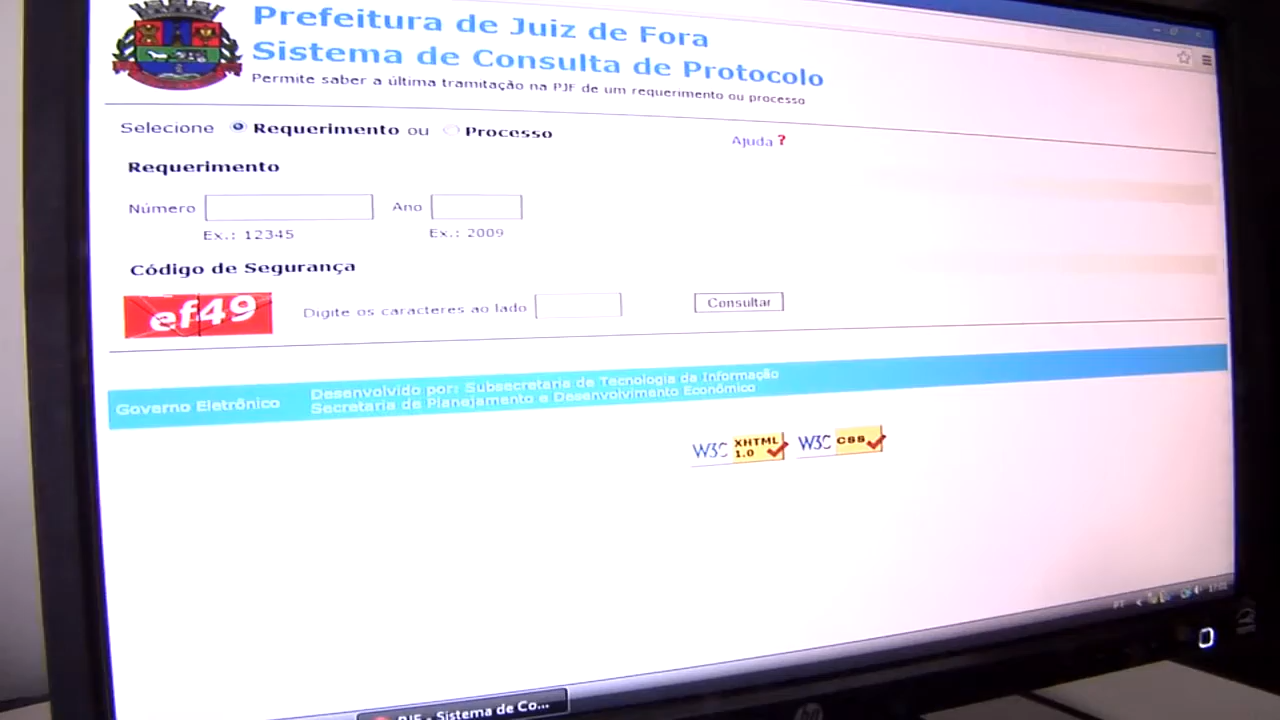 Prefeitura de Juiz de Fora
Sistema de Consulta de Protocolo
Permite saber a última tramitação na PJF de um requerimento ou processo
Selecione Requerimento ou Processo Ajuda ?
Requerimento
Número Ano
Ex.: 12345 Ex.: 2009
Código de Segurança
ef49 Digite os caracteres ao lado Consultar
Governo Eletrônico
Desenvolvido por: Subsecretaria de Tecnologia da Informação
Secretaria de Planejamento e Desenvolvimento Econômico
W3C XHTML 1.0 W3C CSS
PT
PJF - Sistema de Co...
hp